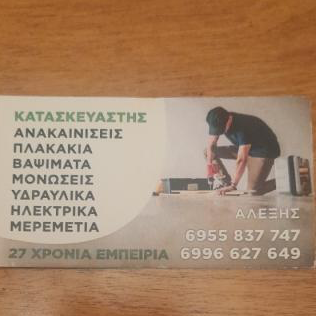 ΚΑΤΑΣΚΕΥΑΣΤΗΣ
ΑΝΑΚΑΙΝΙΣΕΙΣ
ΠΛΑΚΑΚΙΑ
ΒΑΨΙΜΑΤΑ
ΜΟΝΩΣΕΙΣ
ΥΔΡΑΥΛΙΚΑ
ΗΛΕΚΤΡΙΚΑ
ΜΕΡΕΜΕΤΙΑ
27 ΧΡΟΝΙΑ ΕΜΠΕΙΡΙΑ
ΑΛΕΞΗΣ
6955 837 747
6996 627 649